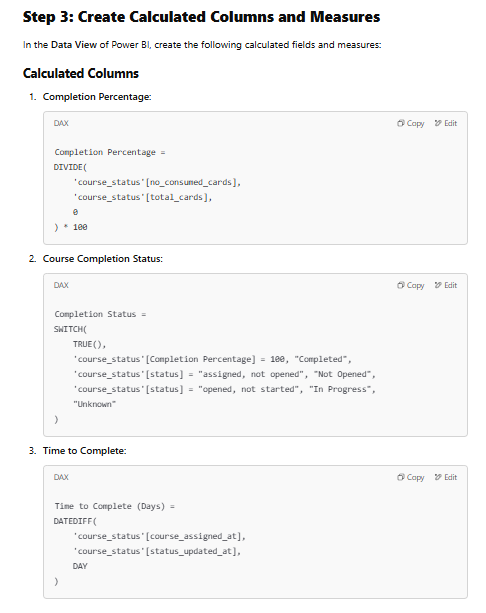 Step 3: Create Calculated Columns and Measures
In the Data View of Power BI, create the following calculated fields and measures:
Calculated Columns
1. Completion Percentage:
DAX Copy Edit
Completion Percentage =
DIVIDE(
'course_status'[no_consumed_cards],
'course_status'[total_cards],
0
) * 100
2. Course Completion Status:
DAX Copy Edit
Completion Status =
SWITCH(
TRUE(),
'course_status'[Completion Percentage] = 100, "Completed",
'course_status'[status] = "assigned, not opened", "Not Opened",
'course_status'[status] = "opened, not started", "In Progress",
"Unknown"
)
3. Time to Complete:
DAX Copy Edit
Time to Complete (Days) =
DATEDIFF(
'course_status'[course_assigned_at],
'course_status'[status_updated_at],
DAY
)